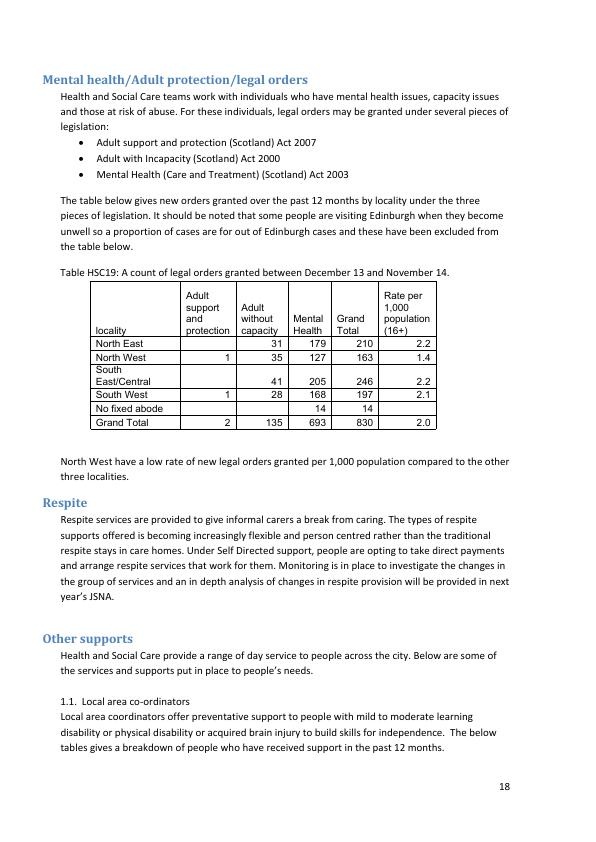 Mental health/Adult protection/legal orders
Health and Social Care teams work with individuals who have mental health issues, capacity issues
and those at risk of abuse. For these individuals, legal orders may be granted under several pieces of
legislation:
• Adult support and protection (Scotland) Act 2007
• Adult with Incapacity (Scotland) Act 2000
• Mental Health (Care and Treatment) (Scotland) Act 2003
The table below gives new orders granted over the past 12 months by locality under the three
pieces of legislation. It should be noted that some people are visiting Edinburgh when they become
unwell so a proportion of cases are for out of Edinburgh cases and these have been excluded from
the table below.
Table HSC19: A count of legal orders granted between December 13 and November 14.
locality Adult support and protection Adult without capacity Mental Health Grand Total Rate per 1,000 population (16+)
North East 31 179 210 2.2
North West 1 35 127 163 1.4
South
East/Central 41 205 246 2.2
South West 1 28 168 197 2.1
No fixed abode 14 14
Grand Total 2 135 693 830 2.0
North West have a low rate of new legal orders granted per 1,000 population compared to the other
three localities.
Respite
Respite services are provided to give informal carers a break from caring. The types of respite
supports offered is becoming increasingly flexible and person centred rather than the traditional
respite stays in care homes. Under Self Directed support, people are opting to take direct payments
and arrange respite services that work for them. Monitoring is in place to investigate the changes in
the group of services and an in depth analysis of changes in respite provision will be provided in next
year's JSNA.
Other supports
Health and Social Care provide a range of day service to people across the city. Below are some of
the services and supports put in place to people's needs.
1.1. Local area co-ordinators
Local area coordinators offer preventative support to people with mild to moderate learning
disability or physical disability or acquired brain injury to build skills for independence. The below
tables gives a breakdown of people who have received support in the past 12 months.
18